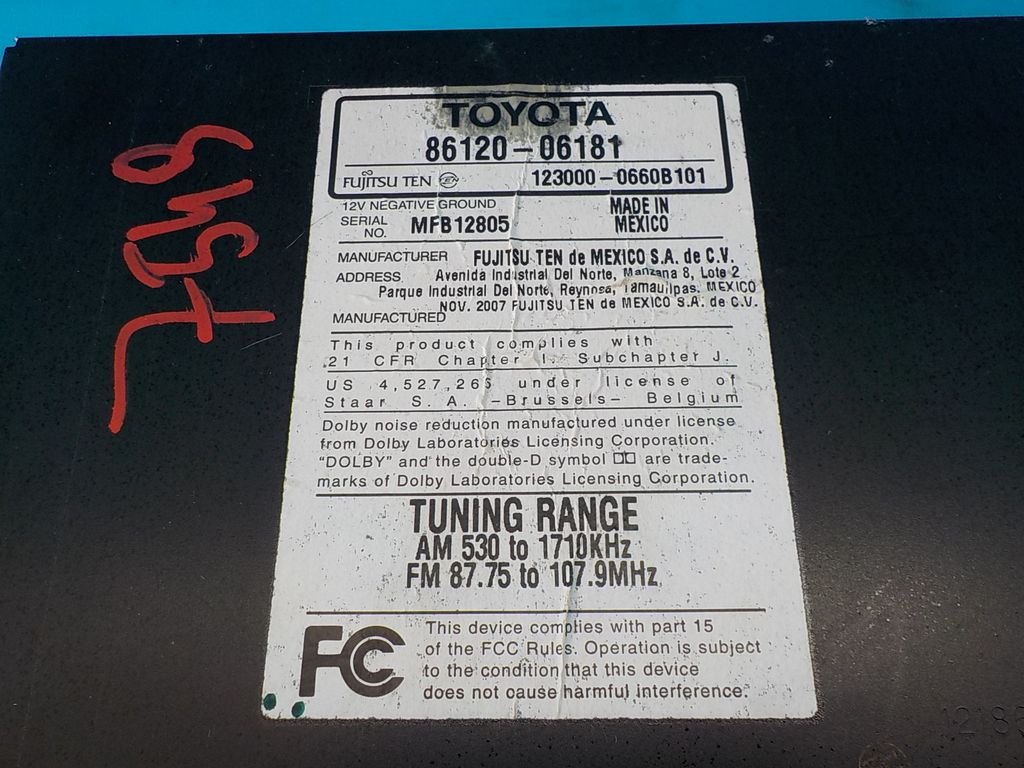 TOYOTA
86120-06181
FUJITSU TEN TEN 123000-0660B101
12V NEGATIVE GROUND
SERIAL NO. MFB12805
MADE IN MEXICO
MANUFACTURER FUJITSU TEN de MEXICO S.A. de C.V.
ADDRESS Avenida Industrial Del Norte, Manzana 8, Lote 2
Parque Industrial Del Norte, Reynosa, Tamaulipas, MEXICO
NOV. 2007 FUJITSU TEN de MEXICO S.A. de C.V.
MANUFACTURED
This product complies with
21 CFR Chapter I, Subchapter J.
US 4,527,26 under license of
Staar S. A. -Brussels- Belgium
Dolby noise reduction manufactured under license
from Dolby Laboratories Licensing Corporation.
"DOLBY" and the double-D symbol are trade-
marks of Dolby Laboratories Licensing Corporation.
TUNING RANGE
AM 530 to 1710KHz
FM 87.75 to 107.9MHz
FC
This device complies with part 15
of the FCC Rules. Operation is subject
to the condition that this device
does not cause harmful interference.